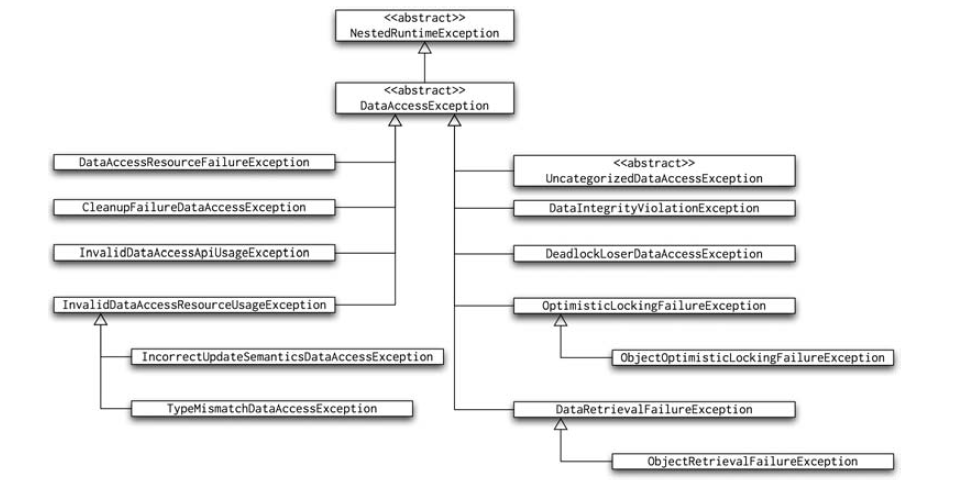 <<abstract>>
NestedRuntimeException
<<abstract>>
DataAccessException
DataAccessResourceFailureException
CleanupFailureDataAccessException
InvalidDataAccessApiUsageException
InvalidDataAccessResourceUsageException
IncorrectUpdateSemanticsDataAccessException
TypeMismatchDataAccessException
<<abstract>>
UncategorizedDataAccessException
DataIntegrityViolationException
DeadlockLoserDataAccessException
OptimisticLockingFailureException
ObjectOptimisticLockingFailureException
DataRetrievalFailureException
ObjectRetrievalFailureException